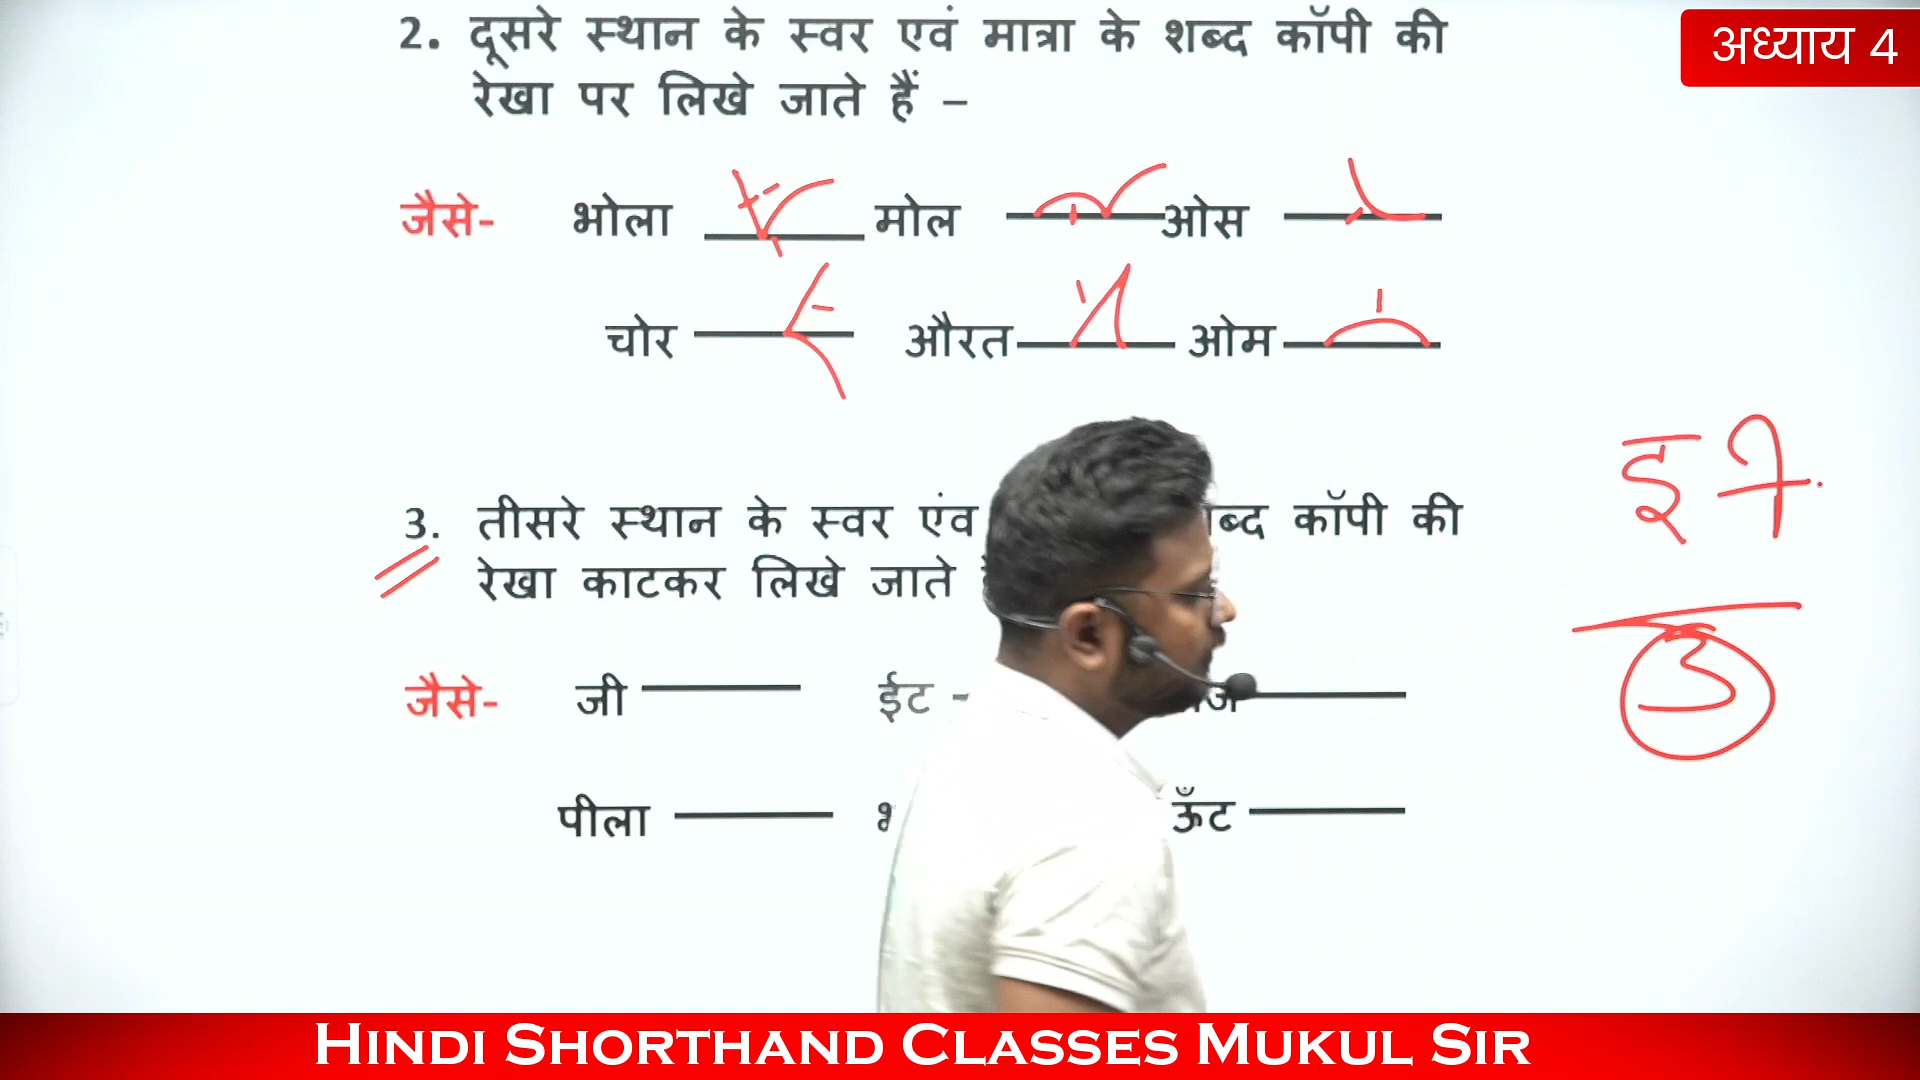 अध्याय 4
2. दूसरे स्थान के स्वर एवं मात्रा के शब्द कॉपी की
रेखा पर लिखे जाते हैं –
जैसे- भोला मोल ओस
चोर औरत ओम
3. तीसरे स्थान के स्वर एंव कॉपी की
रेखा काटकर लिखे जाते
जैसे- जी ईट -
पीला ऊँट
इ
3
HINDI SHORTHAND CLASSES MUKUL SIR